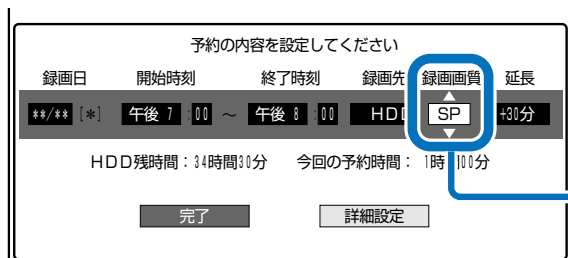 予約の内容を設定してください
録画日 開始時刻 終了時刻 録画先 録画画質 延長
**/** [*] 午後 7:00 ～ 午後 8:00 HDD SP +30分
HDD残時間：34時間30分 今回の予約時間： 1時 00分
完了 詳細設定